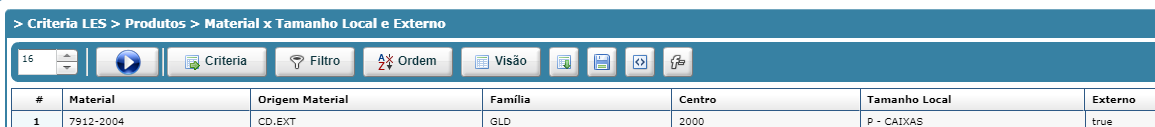 > Criteria LES > Produtos > Material x Tamanho Local e Externo
16 Criteria Filtro Ordem Visão
# Material Origem Material Família Centro Tamanho Local Externo
1 7912-2004 CD.EXT GLD 2000 P - CAIXAS true